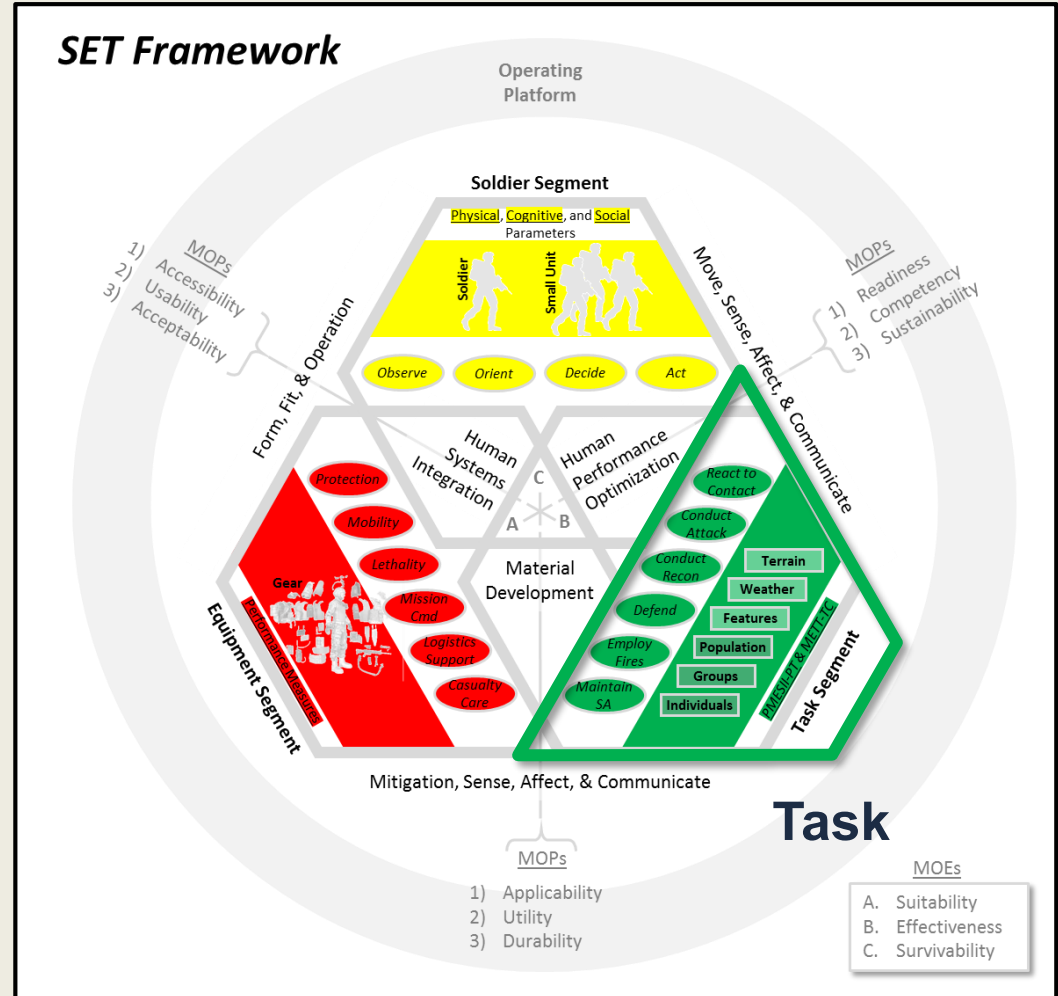 SET Framework
Operating
Platform
Soldier Segment
Physical, Cognitive, and Social
Parameters
Soldier
Small Unit
Observe
Orient
Decide
Act
MOPs
1) Accessibility
2) Usability
3) Acceptability
MOPs
1) Readiness
2) Competency
3) Sustainability
Form, Fit, & Operation
Move, Sense, Affect, & Communicate
Human
Systems
Integration
Human
Performance
Optimization
C
A
B
Material
Development
Protection
Mobility
Lethality
Mission
Cmd
Logistics
Support
Casualty
Care
Gear
Performance Measures
Equipment Segment
React to
Contact
Conduct
Attack
Conduct
Recon
Defend
Employ
Fires
Maintain
SA
Terrain
Weather
Features
Population
Groups
Individuals
PMESII-PT & METT-TC
Task Segment
Mitigation, Sense, Affect, & Communicate
Task
MOPs
1) Applicability
2) Utility
3) Durability
MOEs
A. Suitability
B. Effectiveness
C. Survivability